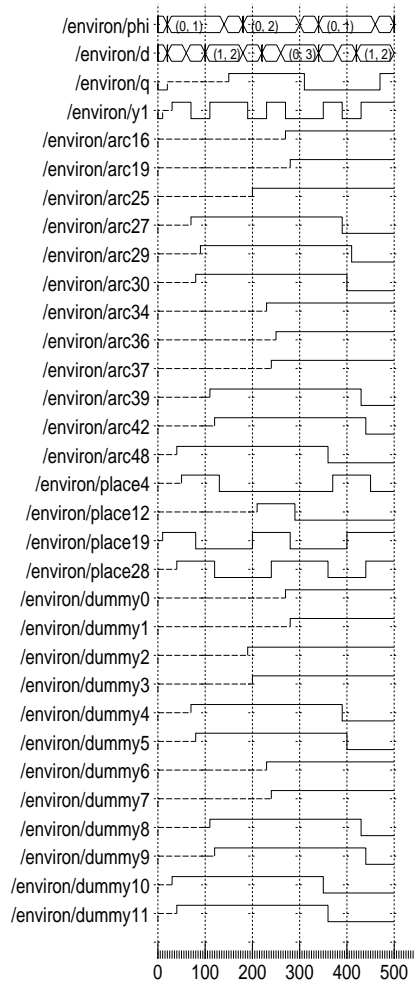 /environ/phi (0, 1) (0, 2) (0, 1)
/environ/d (1, 2) (0, 3) (1, 2)
/environ/q
/environ/y1
/environ/arc16
/environ/arc19
/environ/arc25
/environ/arc27
/environ/arc29
/environ/arc30
/environ/arc34
/environ/arc36
/environ/arc37
/environ/arc39
/environ/arc42
/environ/arc48
/environ/place4
/environ/place12
/environ/place19
/environ/place28
/environ/dummy0
/environ/dummy1
/environ/dummy2
/environ/dummy3
/environ/dummy4
/environ/dummy5
/environ/dummy6
/environ/dummy7
/environ/dummy8
/environ/dummy9
/environ/dummy10
/environ/dummy11
0 100 200 300 400 500